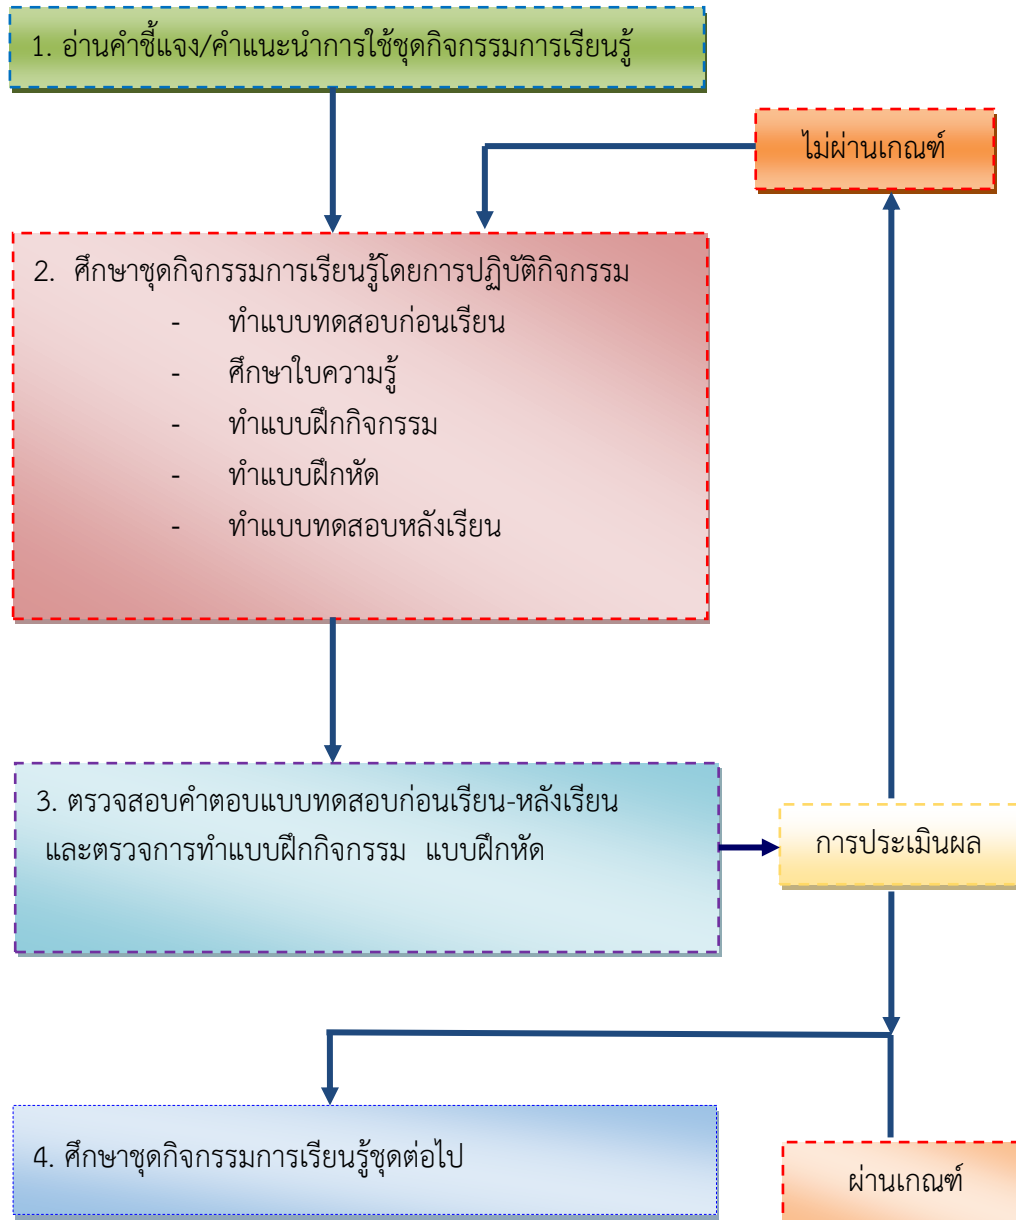 1. อ่านคำชี้แจง/คำแนะนำการใช้ชุดกิจกรรมการเรียนรู้
ไม่ผ่านเกณฑ์
2. ศึกษาชุดกิจกรรมการเรียนรู้โดยการปฏิบัติกิจกรรม
- ทำแบบทดสอบก่อนเรียน
- ศึกษาใบความรู้
- ทำแบบฝึกกิจกรรม
- ทำแบบฝึกหัด
- ทำแบบทดสอบหลังเรียน
3. ตรวจสอบคำตอบแบบทดสอบก่อนเรียน-หลังเรียน
และตรวจการทำแบบฝึกกิจกรรม แบบฝึกหัด
การประเมินผล
4. ศึกษาชุดกิจกรรมการเรียนรู้ชุดต่อไป
ผ่านเกณฑ์